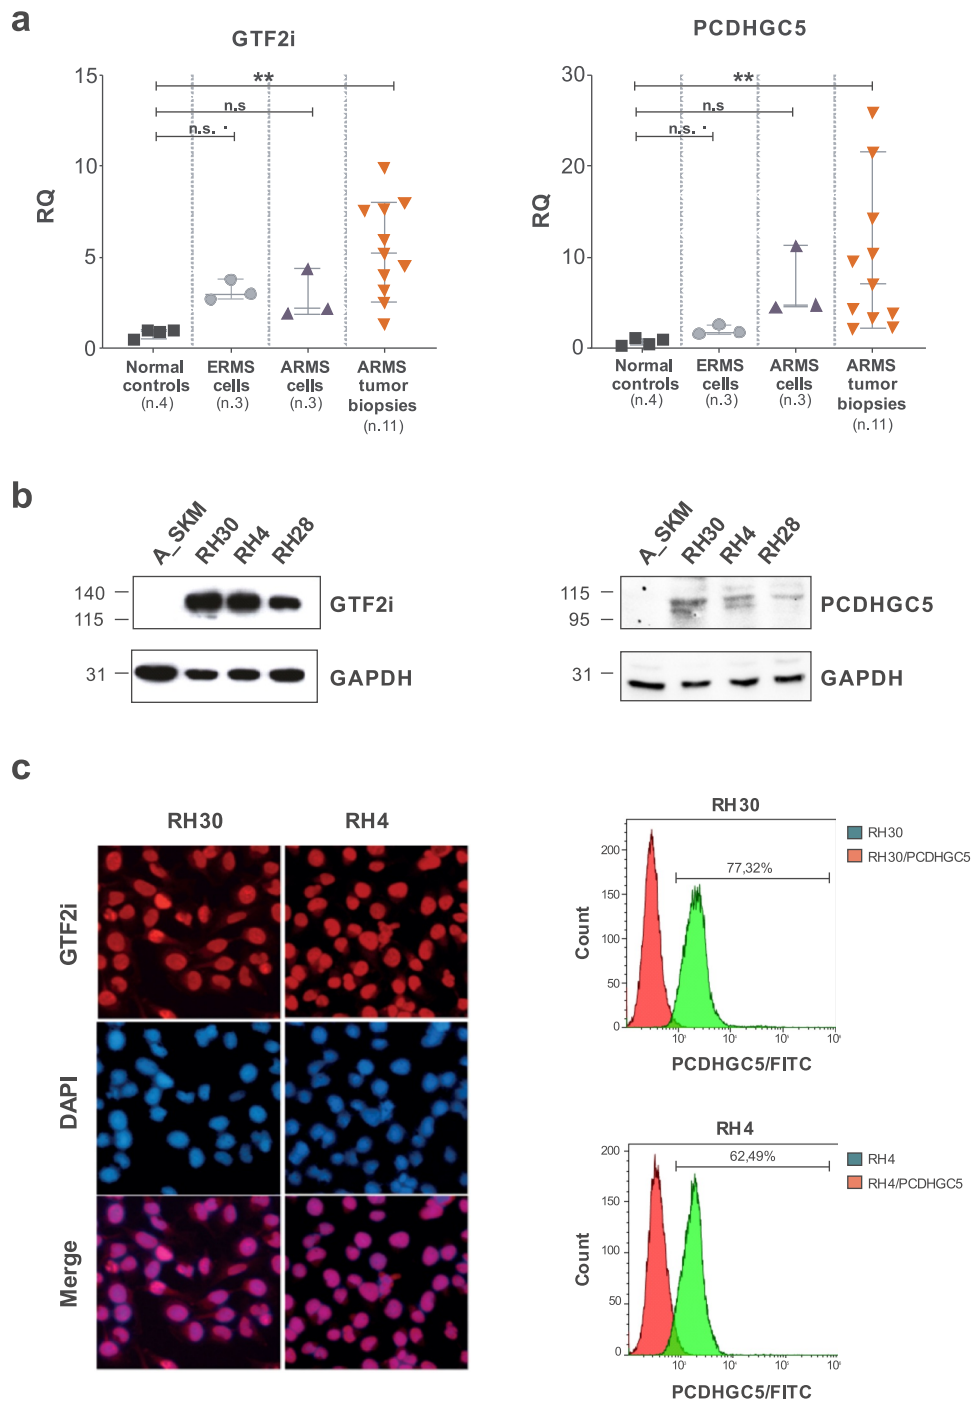 a
GTF2i
15
10
5
0
RQ
**
n.s
n.s.
Normal controls (n.4)
ERMS cells (n.3)
ARMS cells (n.3)
ARMS tumor biopsies (n.11)
PCDHGC5
30
20
10
0
RQ
**
n.s
n.s.
Normal controls (n.4)
ERMS cells (n.3)
ARMS cells (n.3)
ARMS tumor biopsies (n.11)
b
A_SKM RH30 RH4 RH28
140
115
GTF2i
31
GAPDH
A_SKM RH30 RH4 RH28
115
95
PCDHGC5
31
GAPDH
c
RH30 RH4
GTF2i
DAPI
Merge
RH30
200
150
100
50
0
Count
77,32%
PCDHGC5/FITC
RH30
RH30/PCDHGC5
RH4
200
150
100
50
0
Count
62,49%
PCDHGC5/FITC
RH4
RH4/PCDHGC5